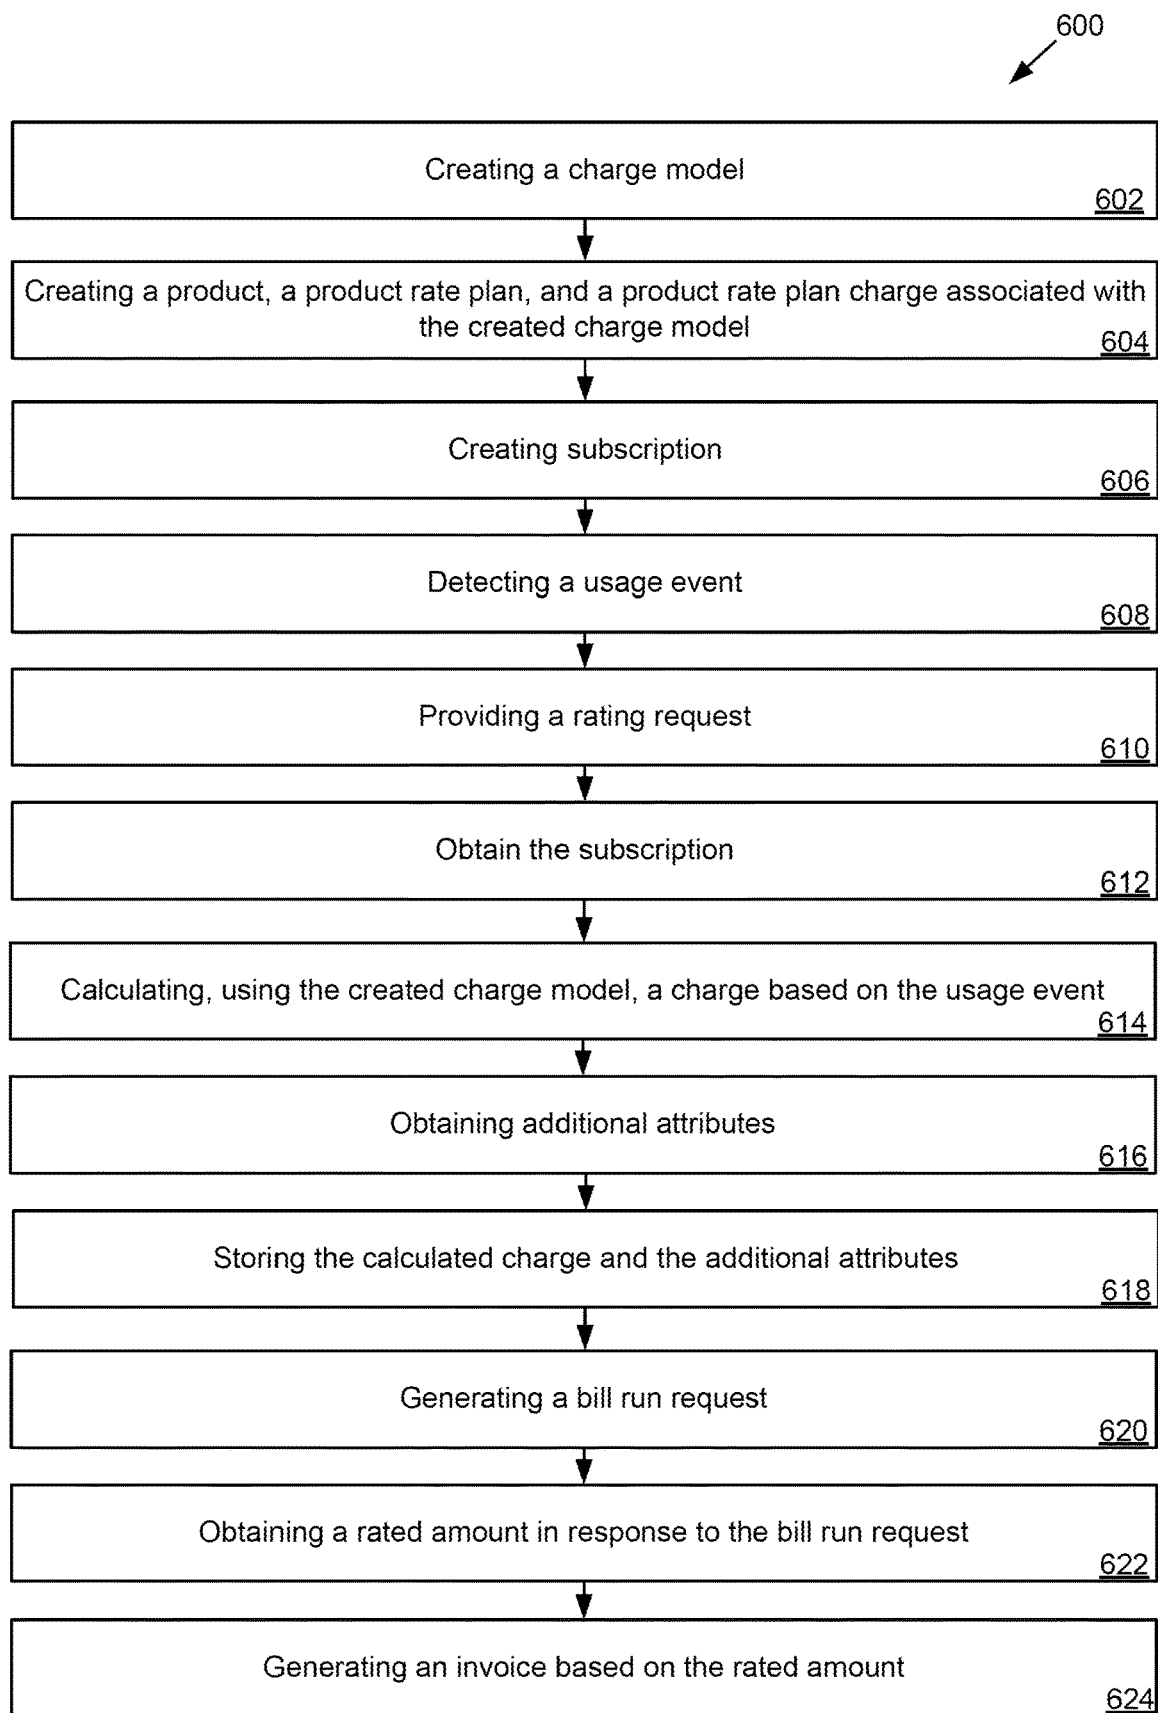 600
Creating a charge model
602
Creating a product, a product rate plan, and a product rate plan charge associated with
the created charge model
604
Creating subscription
606
Detecting a usage event
608
Providing a rating request
610
Obtain the subscription
612
Calculating, using the created charge model, a charge based on the usage event
614
Obtaining additional attributes
616
Storing the calculated charge and the additional attributes
618
Generating a bill run request
620
Obtaining a rated amount in response to the bill run request
622
Generating an invoice based on the rated amount
624